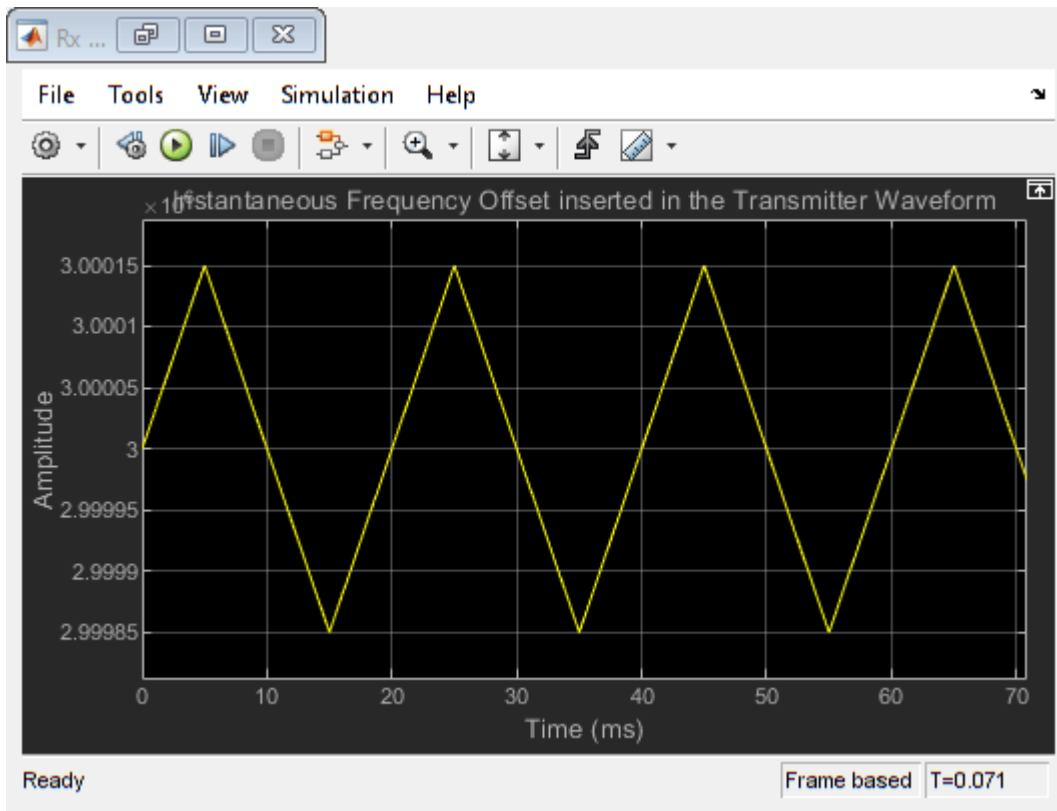 Rx ...
File Tools View Simulation Help
Instantaneous Frequency Offset inserted in the Transmitter Waveform
Amplitude
3.00015
3.0001
3.00005
3
2.99995
2.9999
2.99985
0 10 20 30 40 50 60 70
Time (ms)
Ready Frame based T=0.071